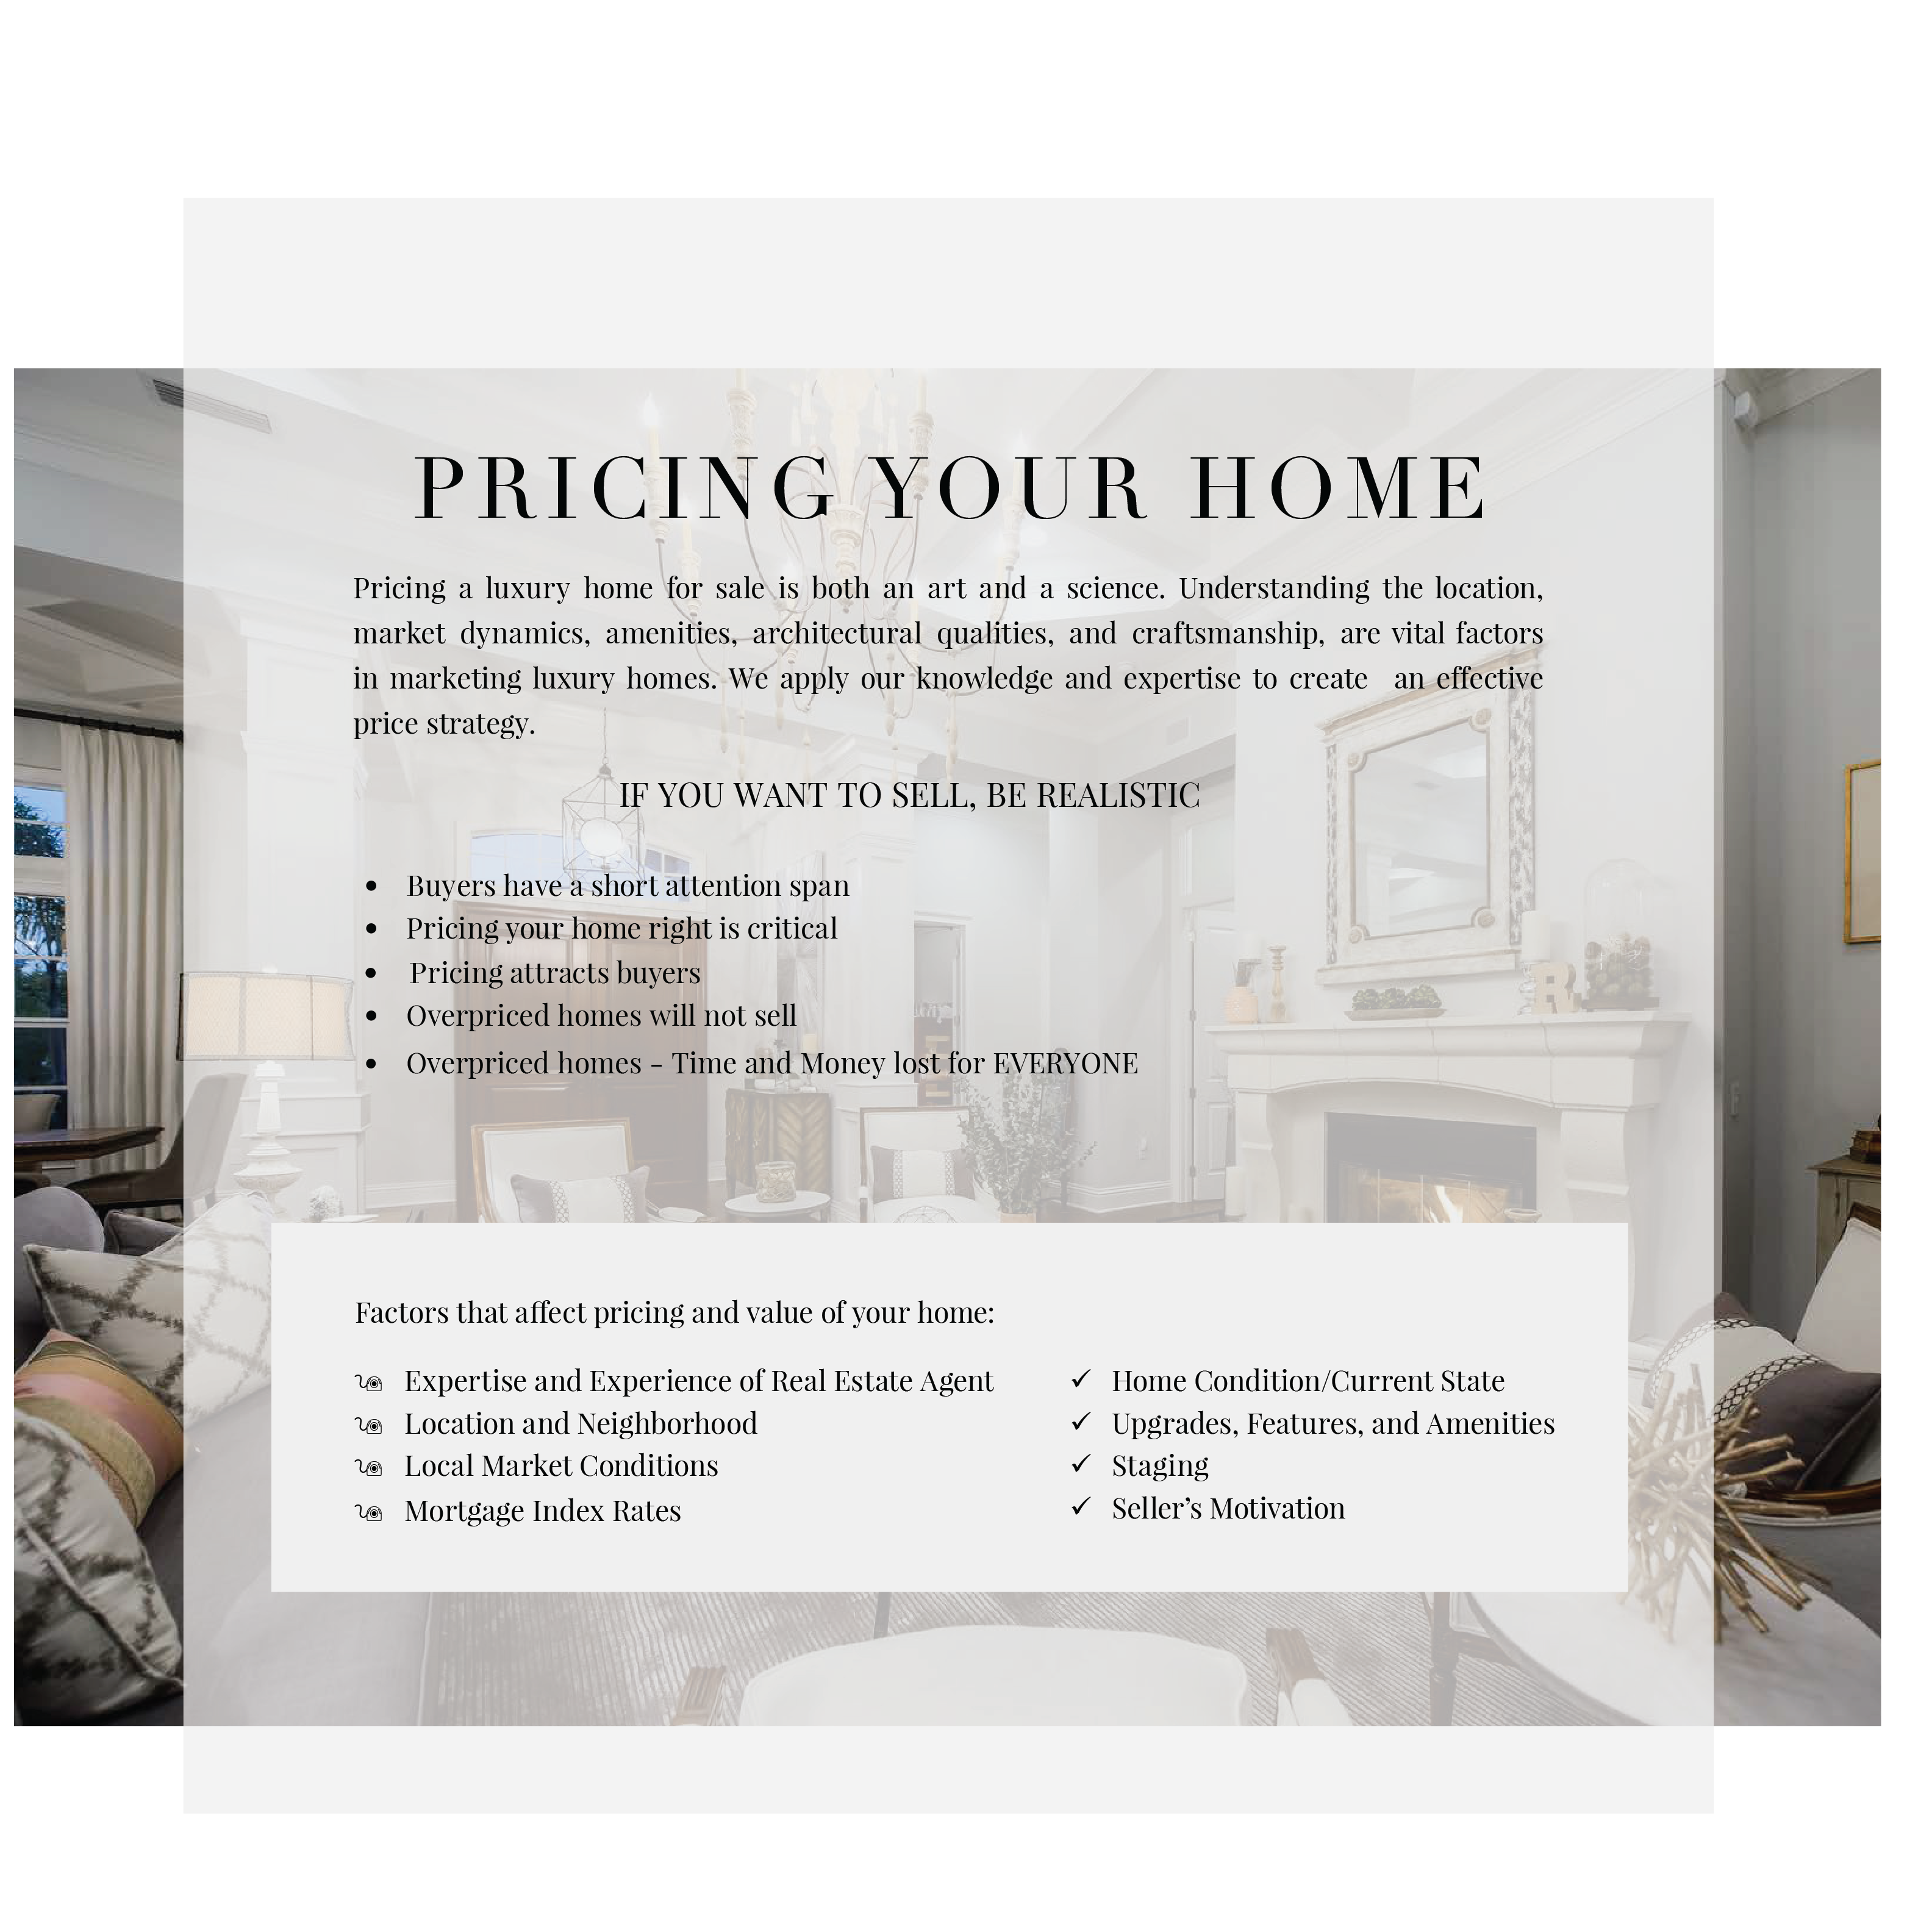 PRICING YOUR HOME
Pricing a luxury home for sale is both an art and a science. Understanding the location,
market dynamics, amenities, architectural qualities, and craftsmanship, are vital factors
in marketing luxury homes. We apply our knowledge and expertise to create an effective
price strategy.
IF YOU WANT TO SELL, BE REALISTIC
• Buyers have a short attention span
• Pricing your home right is critical
• Pricing attracts buyers
• Overpriced homes will not sell
• Overpriced homes - Time and Money lost for EVERYONE
R
Factors that affect pricing and value of your home:
Expertise and Experience of Real Estate Agent
Location and Neighborhood
Local Market Conditions
Mortgage Index Rates
✓ Home Condition/Current State
✓ Upgrades, Features, and Amenities
✓ Staging
✓ Seller’s Motivation